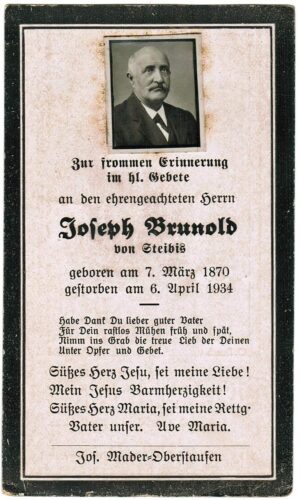 Zur frommen Erinnerung
im hl. Gebete
an den ehrengeachteten Herrn
Joseph Brunold
von Steibis
geboren am 7. März 1870
gestorben am 6. April 1934
Habe Dank Du lieber guter Vater
Für Dein rastlos Mühen früh und spät,
Nimm ins Grab die treue Lieb der Deinen
Unter Opfer und Gebet.
Süßes Herz Jesu, sei meine Liebe!
Mein Jesus Barmherzigkeit!
Süßes Herz Maria, sei meine Rettg.
Vater unser. Ave Maria.
Jos. Mader-Oberstaufen